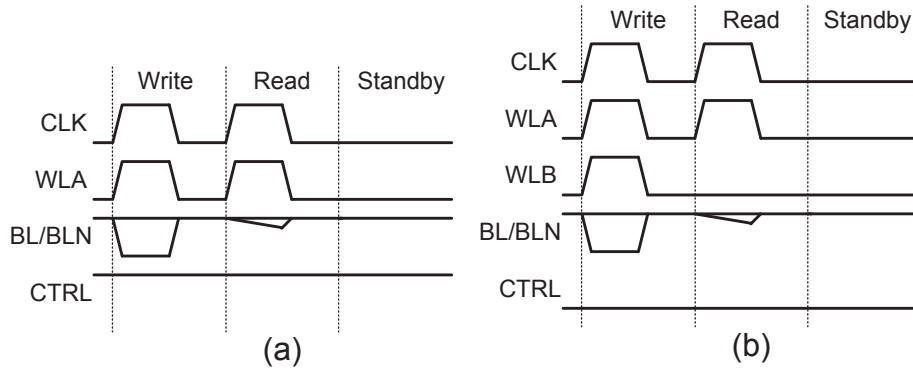 Write Read Standby
CLK
WLA
BL/BLN
CTRL
(a)
Write Read Standby
CLK
WLA
WLB
BL/BLN
CTRL
(b)